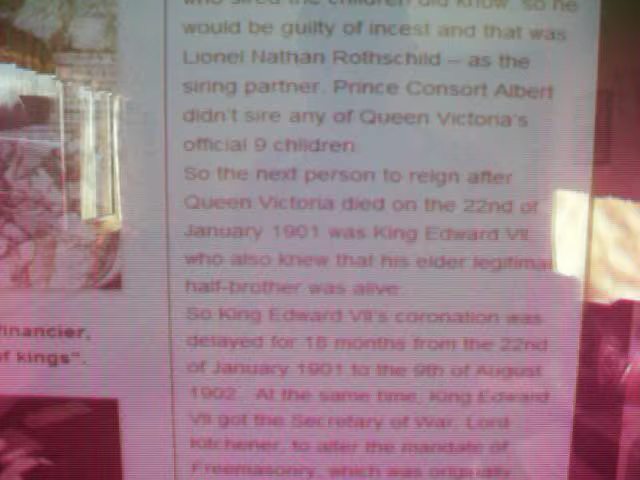 who sired the children did know, so he
would be guilty of incest and that was
Lionel Nathan Rothschild – as the
siring partner. Prince Consort Albert
didn't sire any of Queen Victoria's
official 9 children.
So the next person to reign after
Queen Victoria died on the 22nd of
January 1901 was King Edward VII
who also knew that his elder legitimat
half-brother was alive.
So King Edward VII's coronation was
delayed for 18 months from the 22nd
of January 1901 to the 9th of August
1902. At the same time, King Edward
VII got the Secretary of War, Lord
Kitchener, to alter the mandate of
Freemasonry, which was originally
financier,
of kings".